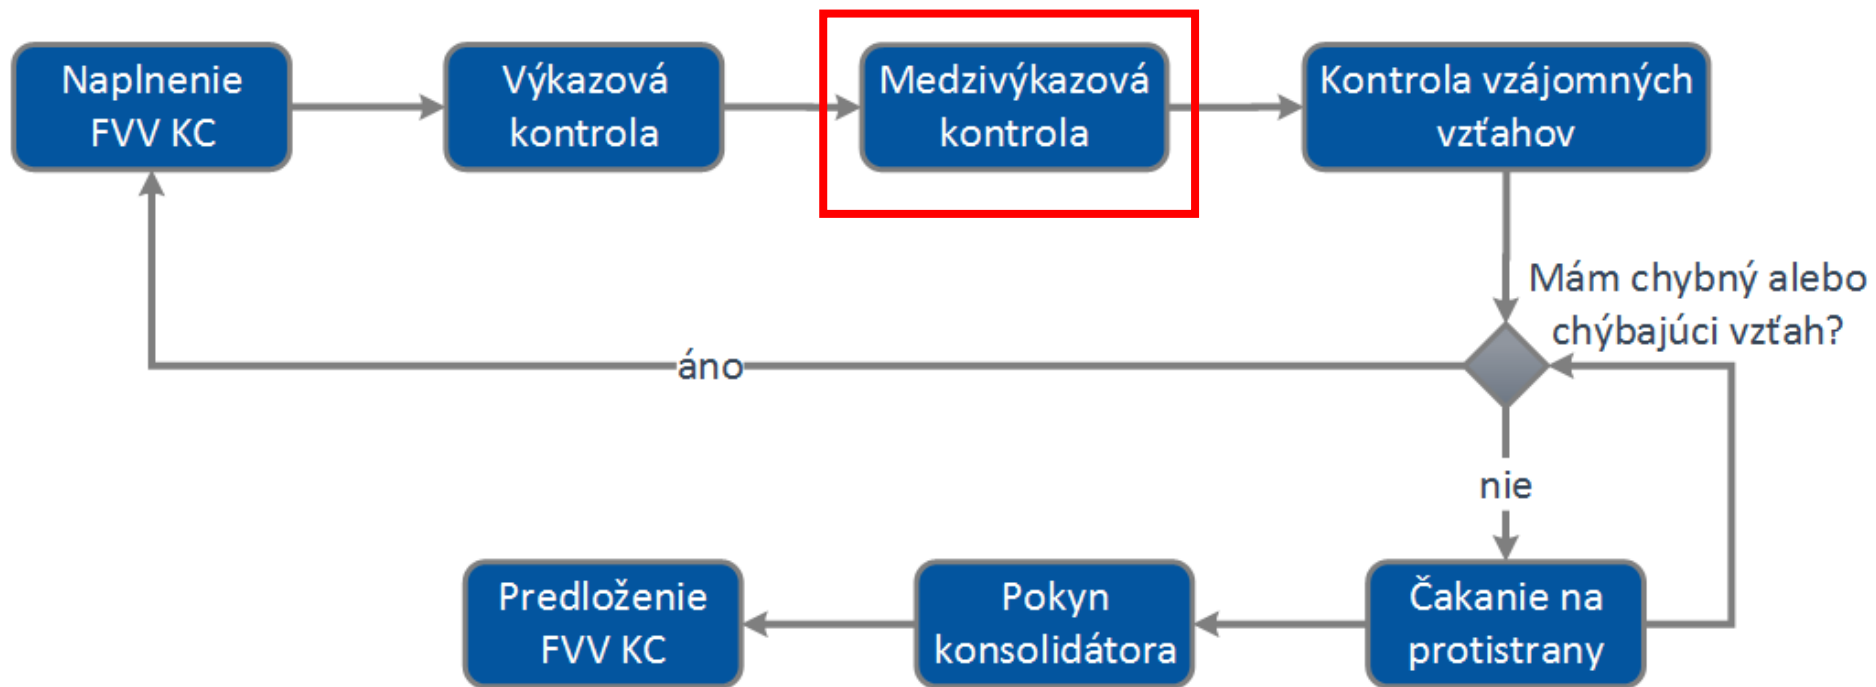 Naplnenie
FVV KC
Výkazová
kontrola
Medzivýkazová
kontrola
Kontrola vzájomných
vzťahov
Mám chybný alebo
chýbajúci vzťah?
áno
nie
Predloženie
FVV KC
Pokyn
konsolidátora
Čakanie na
protistrany